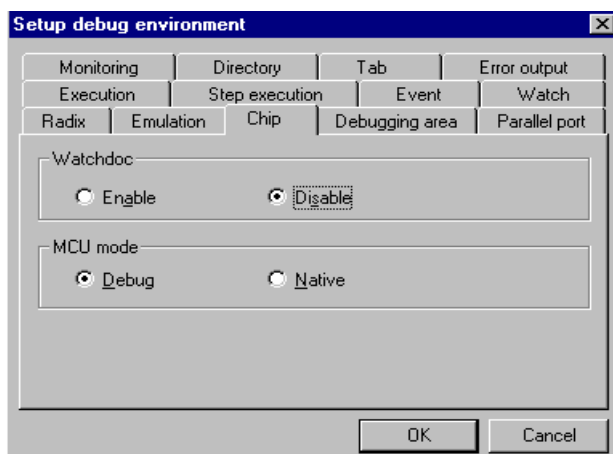 Setup debug environment
Monitoring Directory Tab Error output
Execution Step execution Event Watch
Radix Emulation Chip Debugging area Parallel port
Watchdoc
Enable Disable
MCU mode
Debug Native
OK Cancel